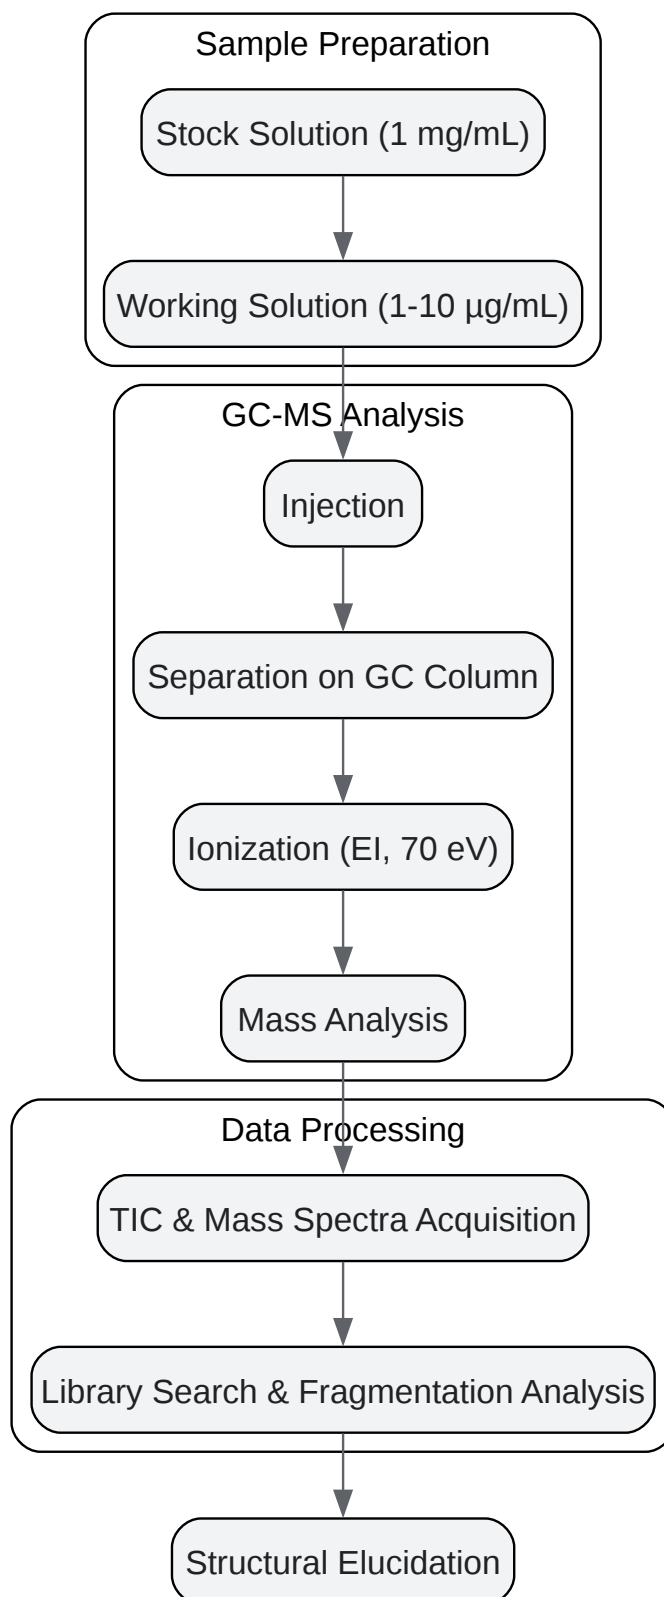 Sample Preparation
Stock Solution (1 mg/mL)
Working Solution (1-10 µg/mL)
GC-MS Analysis
Injection
Separation on GC Column
Ionization (EI, 70 eV)
Mass Analysis
Data Processing
TIC & Mass Spectra Acquisition
Library Search & Fragmentation Analysis
Structural Elucidation